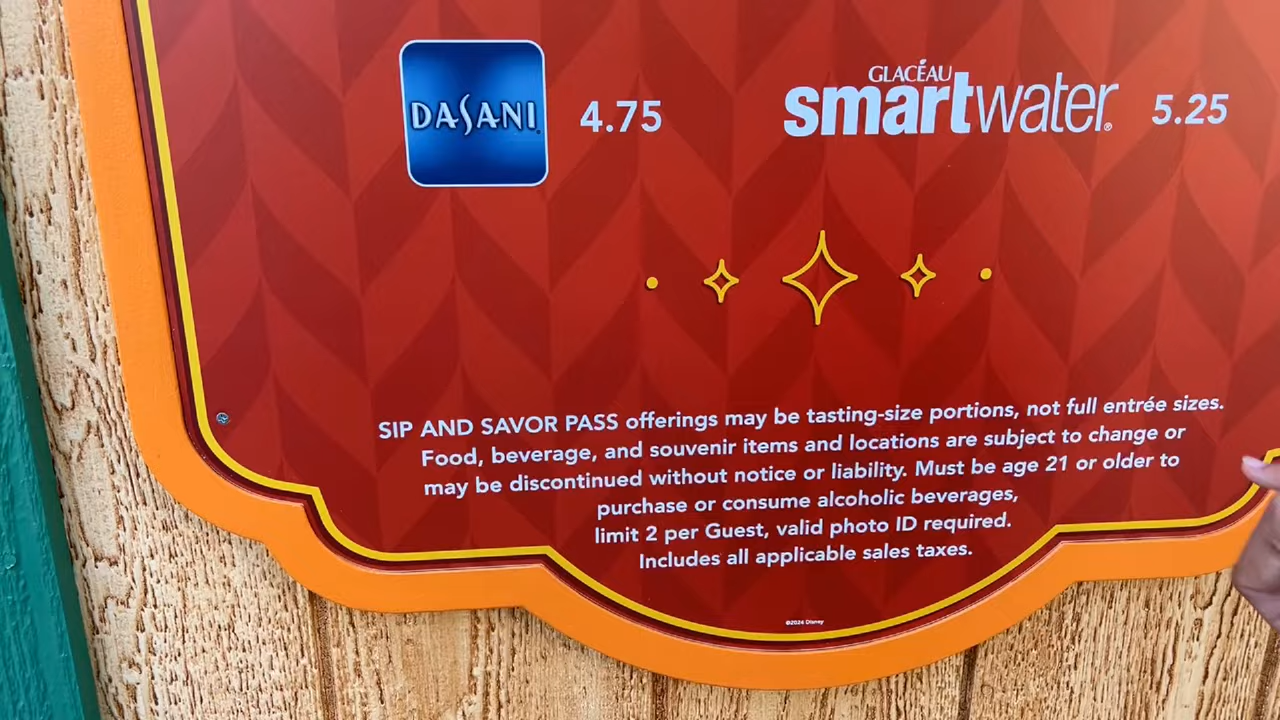 DASANI 4.75
GLACÉAU
smartwater 5.25
SIP AND SAVOR PASS offerings may be tasting-size portions, not full entrée sizes.
Food, beverage, and souvenir items and locations are subject to change or
may be discontinued without notice or liability. Must be age 21 or older to
purchase or consume alcoholic beverages,
limit 2 per Guest, valid photo ID required.
Includes all applicable sales taxes.
©2024 Disney